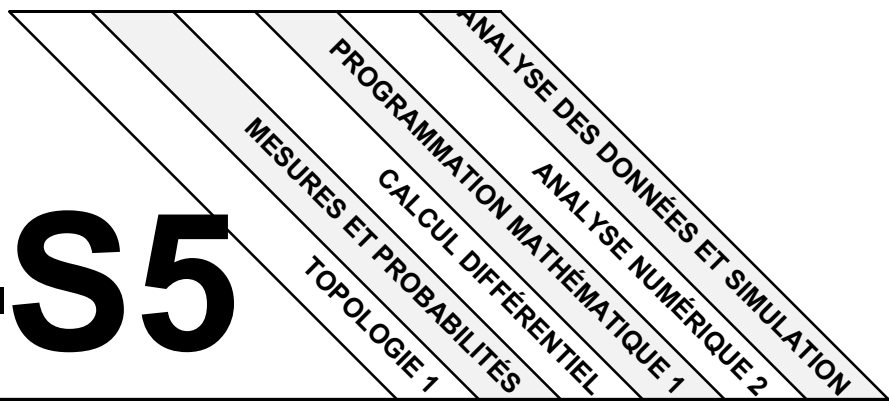 -S5
TOPOLOGIE 1
MESURES ET PROBABILITÉS
CALCUL DIFFÉRENTIEL
PROGRAMMATION MATHÉMATIQUE 1
ANALYSE NUMÉRIQUE 2
ANALYSE DES DONNÉES ET SIMULATION